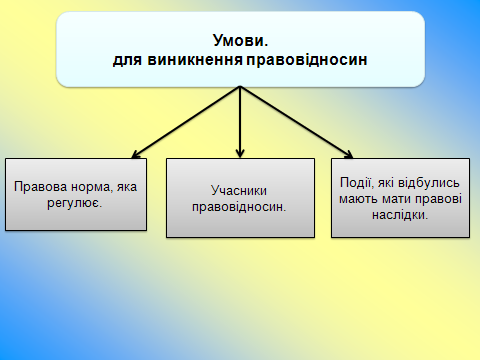 Умови.
для виникнення правовідносин
Правова норма, яка
регулює.
Учасники
правовідносин.
Події, які відбулись
мають мати правові
наслідки.